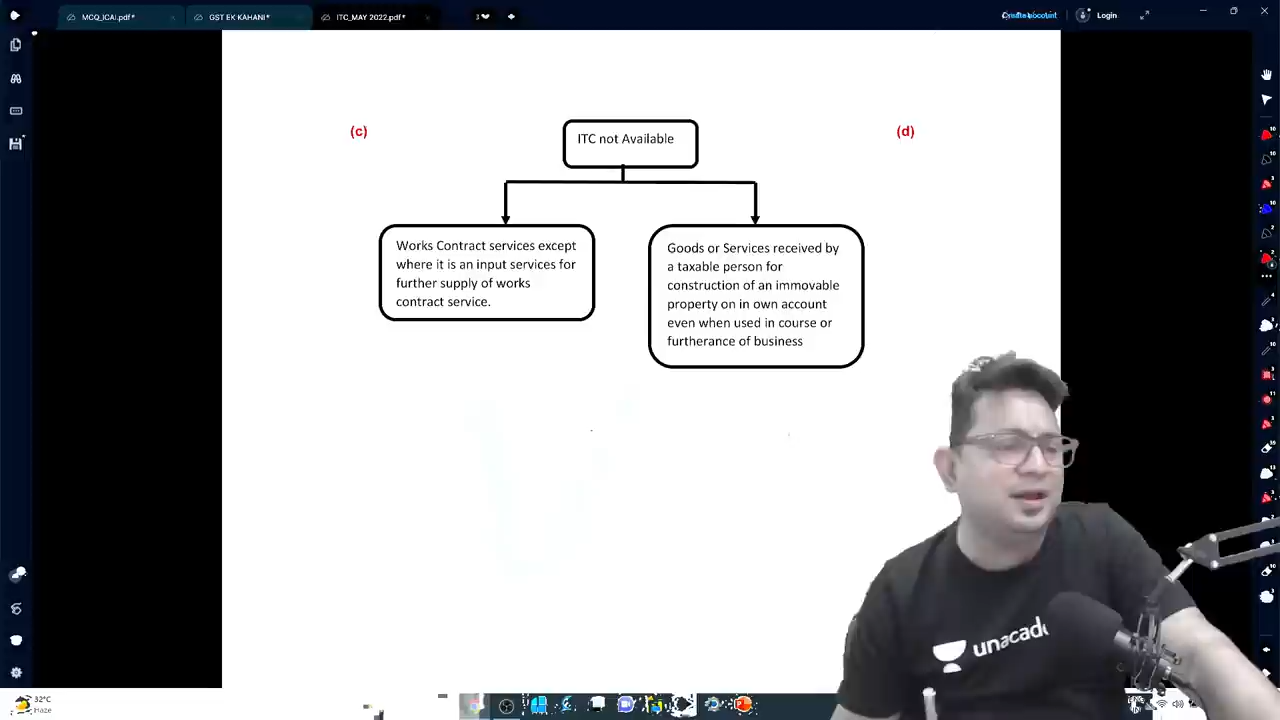 MCQ_ICAI.pdf*
GST EK KAHANI*
ITC_MAY 2022.pdf*
Login
(c)
ITC not Available
(d)
Works Contract services except
where it is an input services for
further supply of works
contract service.
Goods or Services received by
a taxable person for
construction of an immovable
property on in own account
even when used in course or
furtherance of business
32°C
Haze